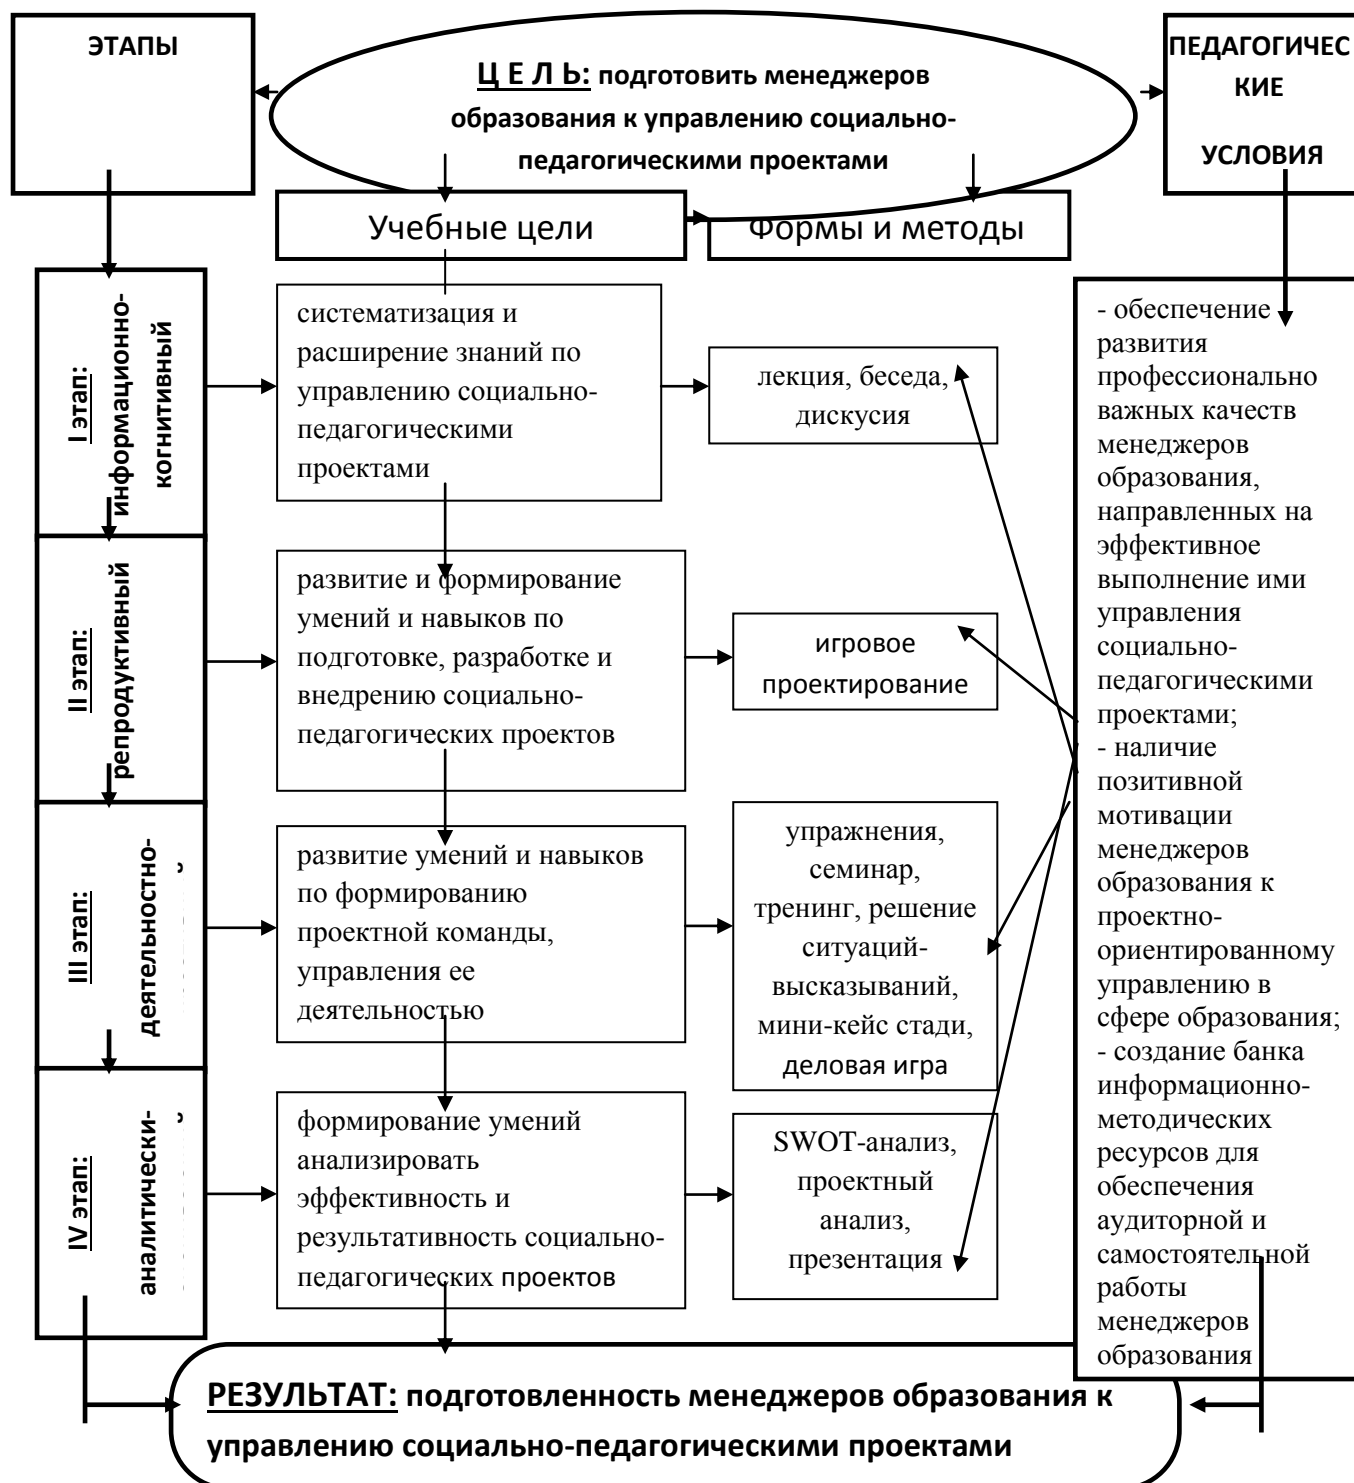 ЭТАПЫ
Ц Е Л Ь: подготовить менеджеров
образования к управлению социально-
педагогическими проектами
ПЕДАГОГИЧЕС
КИЕ
УСЛОВИЯ
Учебные цели
Формы и методы
I этап:
информационно-
когнитивный
систематизация и
расширение знаний по
управлению социально-
педагогическими
проектами
лекция, беседа,
дискусия
II этап:
репродуктивный
развитие и формирование
умений и навыков по
подготовке, разработке и
внедрению социально-
педагогических проектов
игровое
проектирование
III этап:
деятельностно-
развитие умений и навыков
по формированию
проектной команды,
управления ее
деятельностью
упражнения,
семинар,
тренинг, решение
ситуаций-
высказываний,
мини-кейс стади,
деловая игра
IV этап:
аналитически-
формирование умений
анализировать
эффективность и
результативность социально-
педагогических проектов
SWOT-анализ,
проектный
анализ,
презентация
- обеспечение
развития
профессионально
важных качеств
менеджеров
образования,
направленных на
эффективное
выполнение ими
управления
социально-
педагогическими
проектами;
- наличие
позитивной
мотивации
менеджеров
образования к
проектно-
ориентированному
управлению в
сфере образования;
- создание банка
информационно-
методических
ресурсов для
обеспечения
аудиторной и
самостоятельной
работы
менеджеров
образования
РЕЗУЛЬТАТ: подготовленность менеджеров образования к
управлению социально-педагогическими проектами